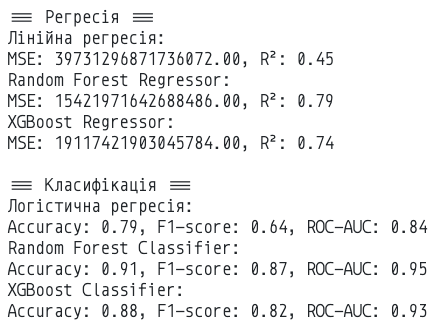 === Регресія ===
Лінійна регресія:
MSE: 39731296871736072.00, R²: 0.45
Random Forest Regressor:
MSE: 15421971642688486.00, R²: 0.79
XGBoost Regressor:
MSE: 19117421903045784.00, R²: 0.74
=== Класифікація ===
Логістична регресія:
Accuracy: 0.79, F1-score: 0.64, ROC-AUC: 0.84
Random Forest Classifier:
Accuracy: 0.91, F1-score: 0.87, ROC-AUC: 0.95
XGBoost Classifier:
Accuracy: 0.88, F1-score: 0.82, ROC-AUC: 0.93